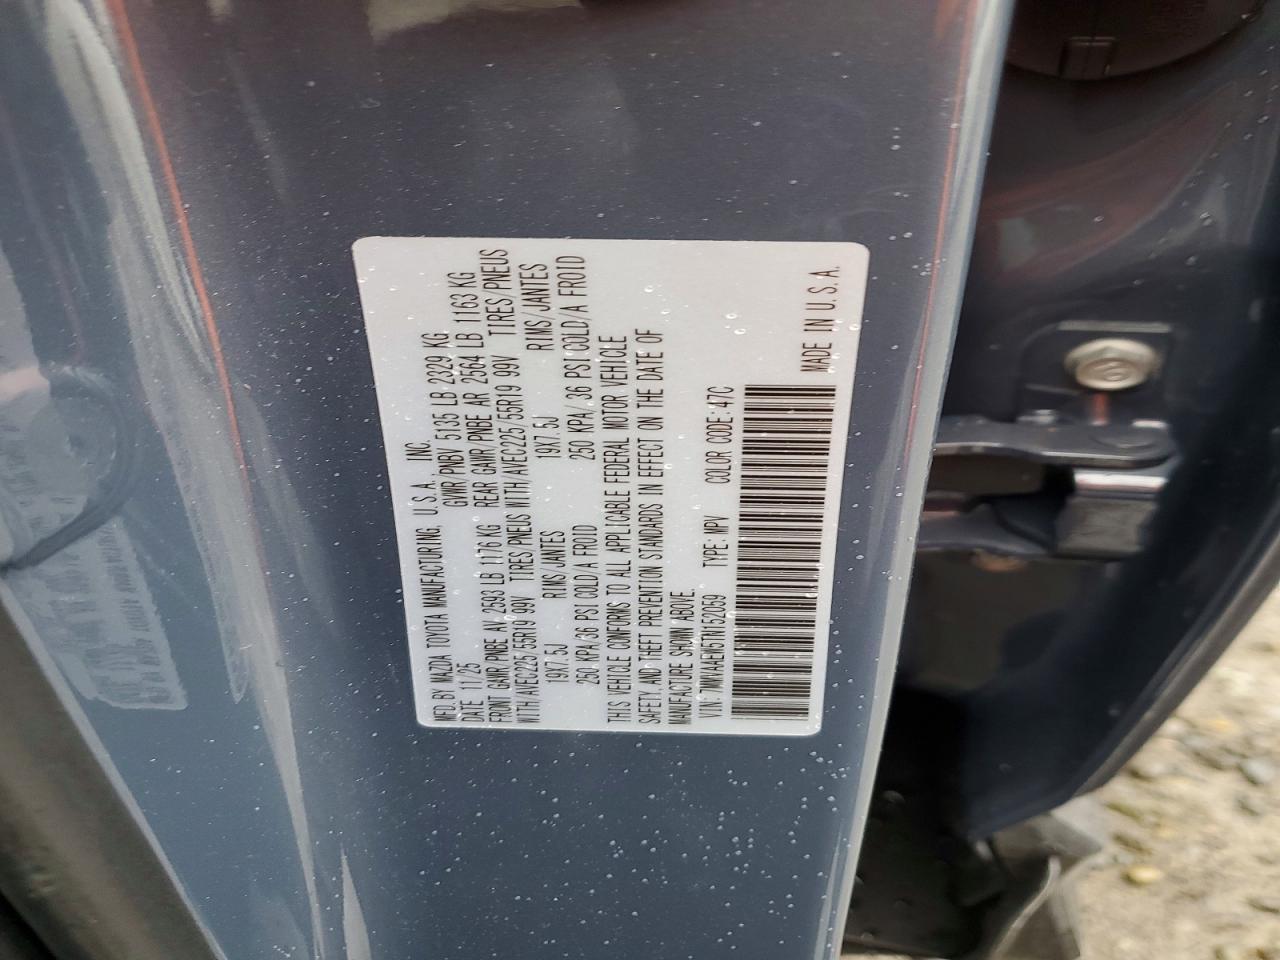 MFD. BY MAZDA TOYOTA MANUFACTURING, U. S. A., INC.
DATE 11/25 GVWR/PNBV 5135 LB 2329 KG
FRONT GAWR PNBE AV 2593 LB 1176 KG REAR GAWR PNBE AR 2564 LB 1163 KG
WITH/AVEC225/55R19 99V TIRES/PNEUS WITH/AVEC225/55R19 99V TIRES/PNEUS
19X7.5J RIMS/JANTES 19X7.5J RIMS/JANTES
250 KPA/36 PSI COLD/A FROID 250 KPA/36 PSI COLD/A FROID
THIS VEHICLE CONFORMS TO ALL APPLICABLE FEDERAL MOTOR VEHICLE
SAFETY, AND THEFT PREVENTION STANDARDS IN EFFECT ON THE DATE OF
MANUFACTURE SHOWN ABOVE.
VIN: 7MMVAAEW5TN152059 TYPE: MPV COLOR CODE: 47C
MADE IN U. S. A.